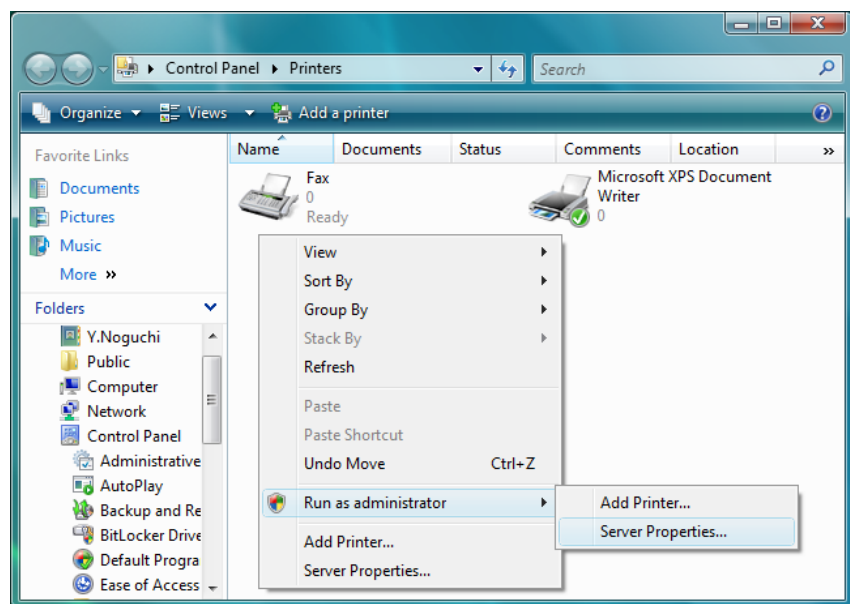 Control Panel ▸ Printers
Search
Organize Views Add a printer
Favorite Links
Documents
Pictures
Music
More »
Folders
Y.Noguchi
Public
Computer
Network
Control Panel
Administrative
AutoPlay
Backup and Re
BitLocker Drive
Default Progra
Ease of Access
Name Documents Status Comments Location »
Fax
0
Ready
Microsoft XPS Document
Writer
0
View
Sort By
Group By
Stack By
Refresh
Paste
Paste Shortcut
Undo Move Ctrl+Z
Run as administrator
Add Printer...
Server Properties...
Add Printer...
Server Properties...